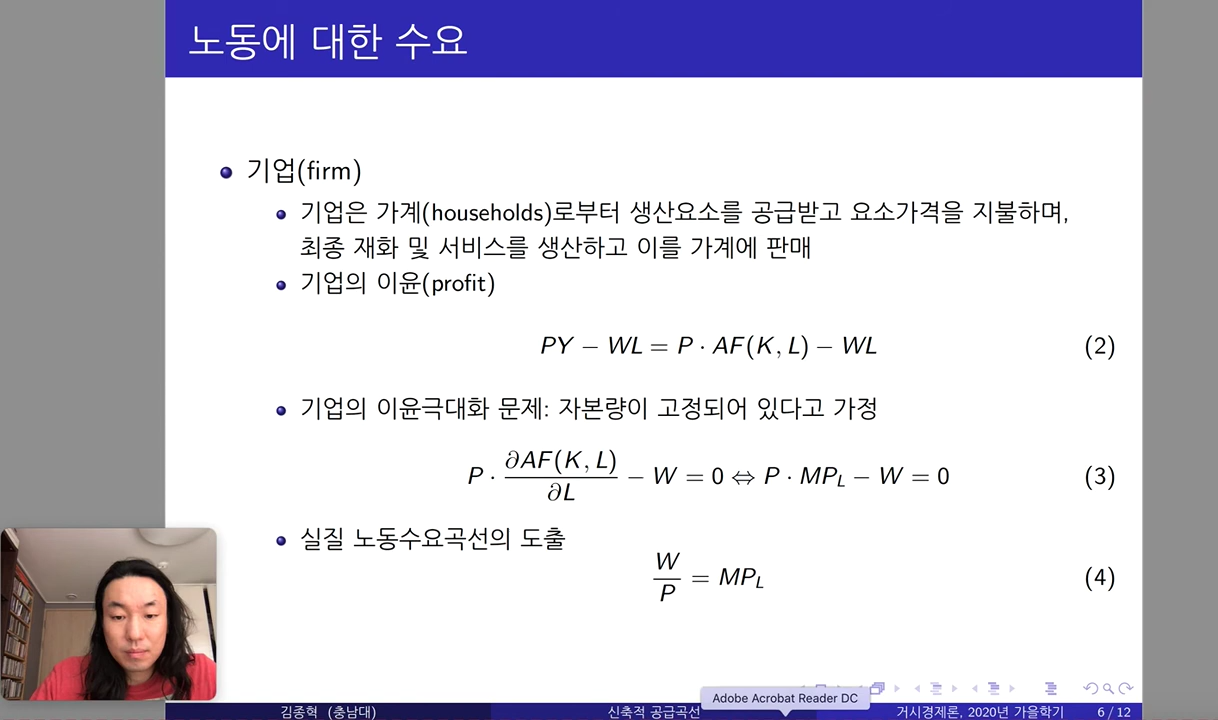 노동에 대한 수요
기업(firm)
기업은 가계(households)로부터 생산요소를 공급받고 요소가격을 지불하며,
최종 재화 및 서비스를 생산하고 이를 가계에 판매
기업의 이윤(profit)
PY − WL = P · AF(K, L) − WL (2)
기업의 이윤극대화 문제: 자본량이 고정되어 있다고 가정
P · ∂AF(K, L)/∂L − W = 0 ⇔ P · MP_L − W = 0 (3)
실질 노동수요곡선의 도출
W/P = MP_L (4)
Adobe Acrobat Reader DC
김종혁 (충남대) 신축적 공급곡선 거시경제론, 2020년 가을학기 6 / 12